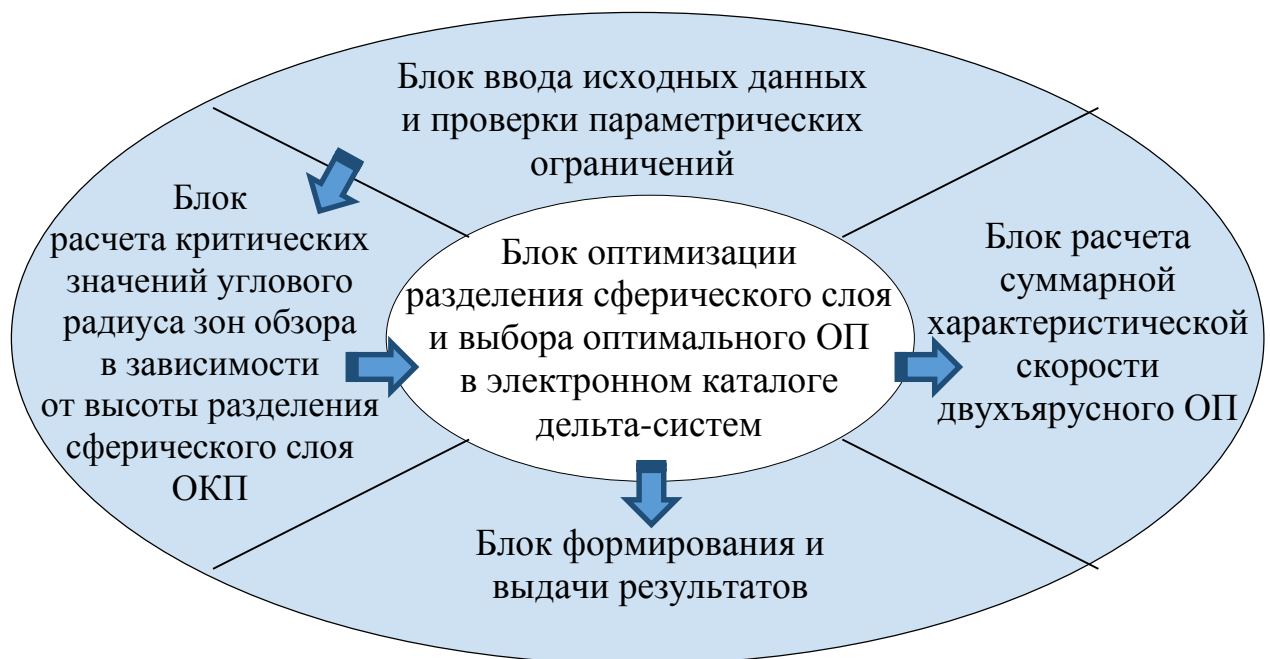 Блок ввода исходных данных
и проверки параметрических
ограничений
Блок
расчета критических
значений углового
радиуса зон обзора
в зависимости
от высоты разделения
сферического слоя
ОКП
Блок оптимизации
разделения сферического слоя
и выбора оптимального ОП
в электронном каталоге
дельта-систем
Блок расчета
суммарной
характеристической
скорости
двухъярусного ОП
Блок формирования и
выдачи результатов